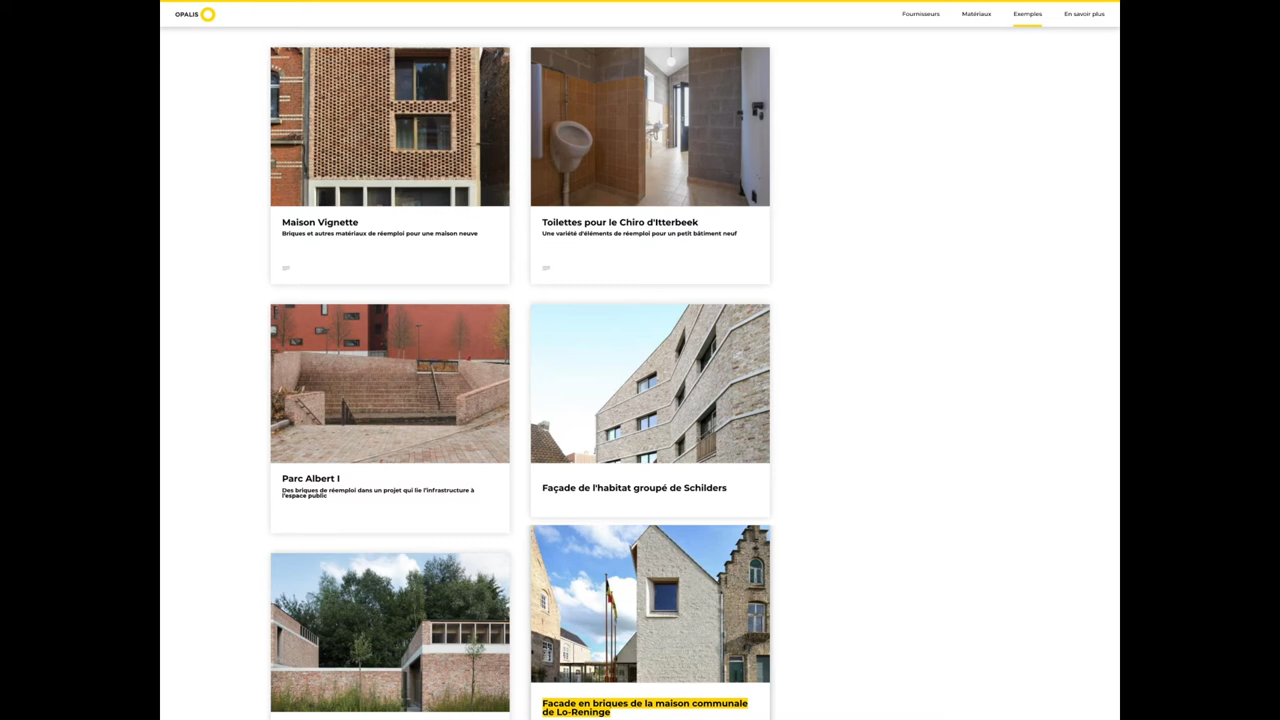 OPALIS
Fournisseurs
Matériaux
Exemples
En savoir plus
Maison Vignette
Briques et autres matériaux de réemploi pour une maison neuve
Toilettes pour le Chiro d'Itterbeek
Une variété d'éléments de réemploi pour un petit bâtiment neuf
Parc Albert I
Des briques de réemploi dans un projet qui lie l'infrastructure à
l'espace public
Façade de l'habitat groupé de Schilders
Facade en briques de la maison communale
de Lo-Reninge